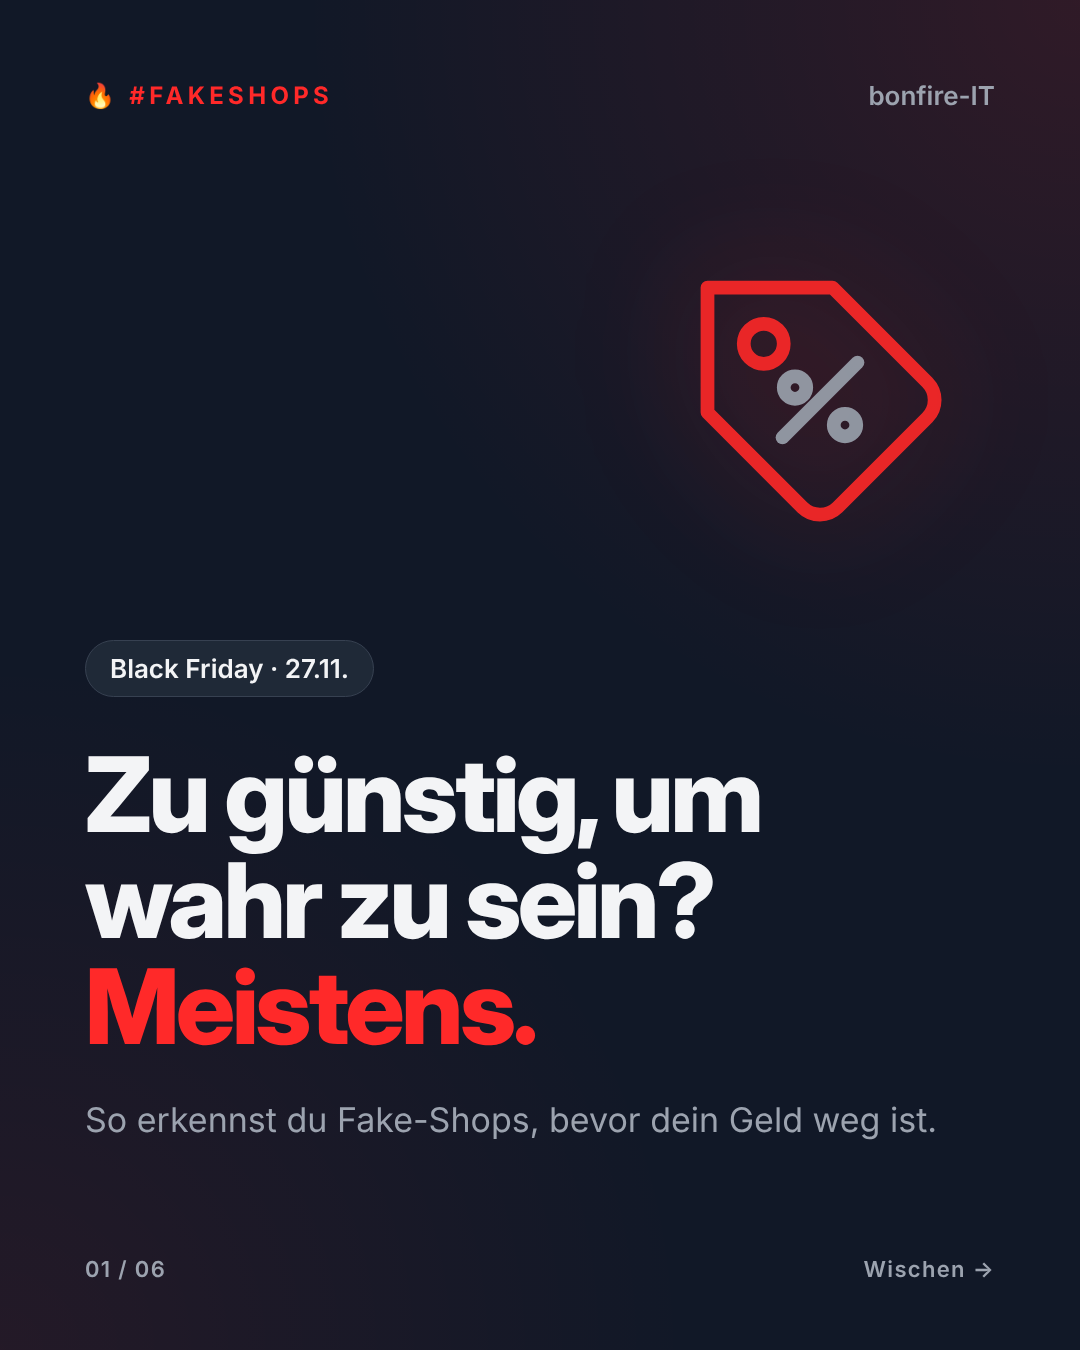 🔥 #FAKESHOPS
bonfire-IT
%
Black Friday · 27.11.
Zu günstig, um
wahr zu sein?
Meistens.
So erkennst du Fake-Shops, bevor dein Geld weg ist.
01 / 06
Wischen →